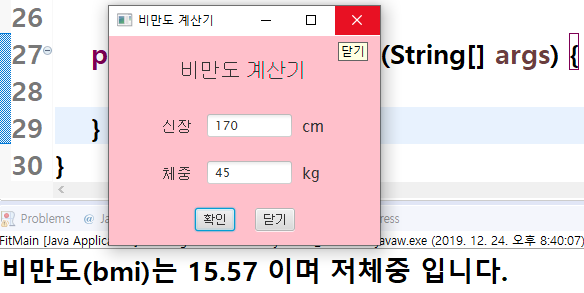 26
비만도 계산기
닫기
27 p (String[] args) {
비만도 계산기
28
신장 170 cm
29 }
체중 45 kg
30 }
확인 닫기
Problems @ Ja ress
FitMain [Java Applic javaw.exe (2019. 12. 24. 오후 8:40:07)
비만도(bmi)는 15.57 이며 저체중 입니다.